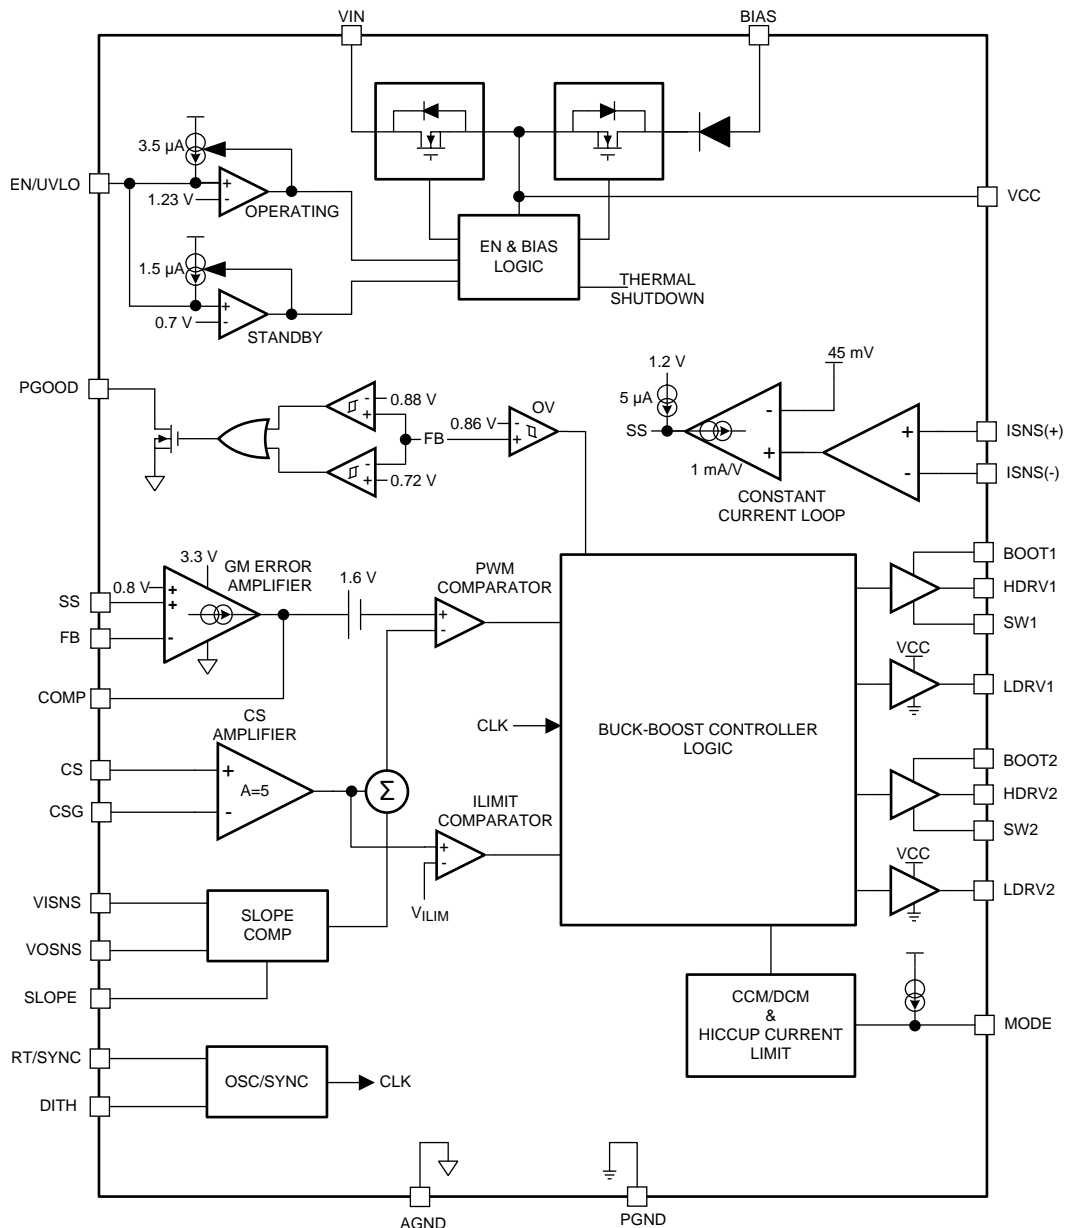 VIN
BIAS
3.5 µA
EN/UVLO
+
1.23 V
-
OPERATING
VCC
EN & BIAS
LOGIC
1.5 µA
THERMAL
SHUTDOWN
+
0.7 V
-
STANDBY
PGOOD
-
0.88 V
+
FB
-
+
0.72 V
OV
0.86 V
-
+
1.2 V
5 µA
SS
45 mV
-
+
1 mA/V
CONSTANT
CURRENT LOOP
+
ISNS(+)
-
ISNS(-)
3.3 V
GM ERROR
AMPLIFIER
0.8 V
+
SS
+
FB
-
COMP
1.6 V
PWM
COMPARATOR
+
-
BOOT1
HDRV1
SW1
VCC
LDRV1
CS
AMPLIFIER
CS
+
A=5
CSG
-
Σ
CLK
BUCK-BOOST CONTROLLER
LOGIC
ILIMIT
COMPARATOR
+
-
VILIM
BOOT2
HDRV2
SW2
VCC
LDRV2
VISNS
VOSNS
SLOPE
COMP
SLOPE
CCM/DCM
&
HICCUP CURRENT
LIMIT
MODE
RT/SYNC
DITH
OSC/SYNC
CLK
AGND
PGND